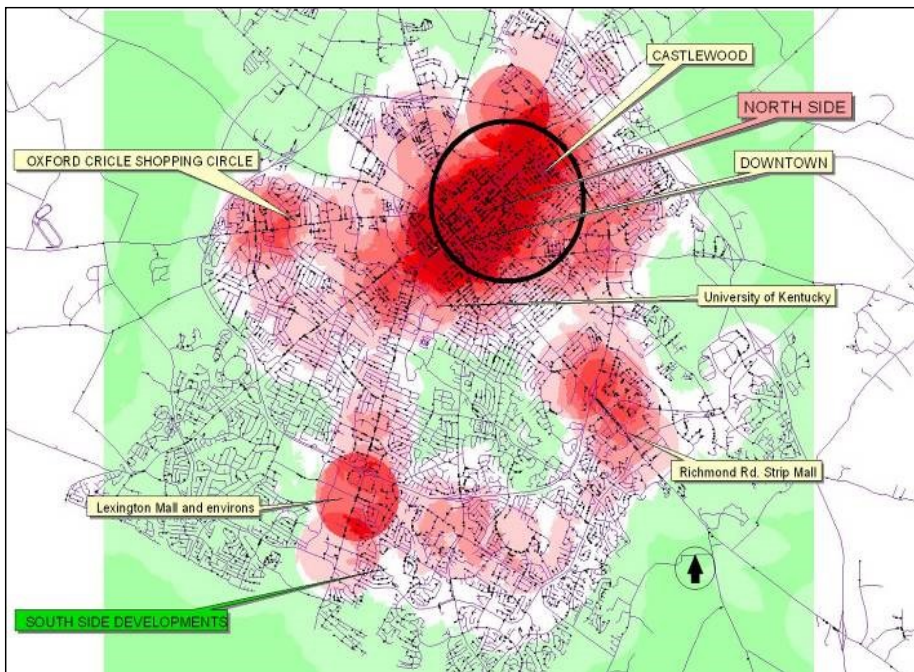 CASTLEWOOD
NORTH SIDE
OXFORD CRICLE SHOPPING CIRCLE
DOWNTOWN
University of Kentucky
Richmond Rd. Strip Mall
Lexington Mall and environs
SOUTH SIDE DEVELOPMENTS